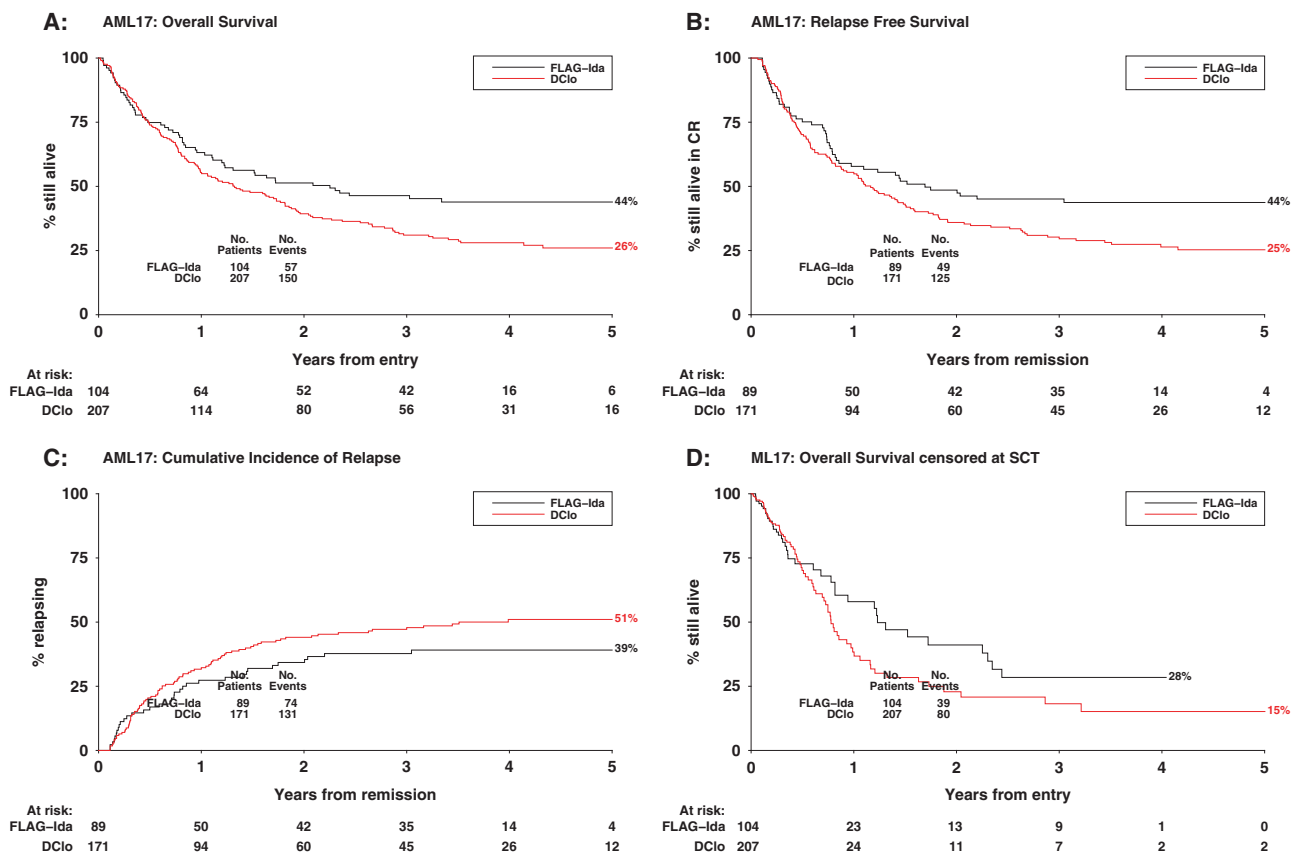 A: AML17: Overall Survival
100
75
50
25
0
% still alive
FLAG–Ida
DClo
44%
26%
No. No.
Patients Events
FLAG–Ida 104 57
DClo 207 150
0 1 2 3 4 5
Years from entry
At risk:
FLAG–Ida 104 64 52 42 16 6
DClo 207 114 80 56 31 16
B: AML17: Relapse Free Survival
100
75
50
25
0
% still alive in CR
FLAG–Ida
DClo
44%
25%
No. No.
Patients Events
FLAG–Ida 89 49
DClo 171 125
0 1 2 3 4 5
Years from remission
At risk:
FLAG–Ida 89 50 42 35 14 4
DClo 171 94 60 45 26 12
C: AML17: Cumulative Incidence of Relapse
100
75
50
25
0
% relapsing
FLAG–Ida
DClo
51%
39%
No. No.
Patients Events
FLAG–Ida 89 74
DClo 171 131
0 1 2 3 4 5
Years from remission
At risk:
FLAG–Ida 89 50 42 35 14 4
DClo 171 94 60 45 26 12
D: ML17: Overall Survival censored at SCT
100
75
50
25
0
% still alive
FLAG–Ida
DClo
28%
15%
No. No.
Patients Events
FLAG–Ida 104 39
DClo 207 80
0 1 2 3 4 5
Years from entry
At risk:
FLAG–Ida 104 23 13 9 1 0
DClo 207 24 11 7 2 2